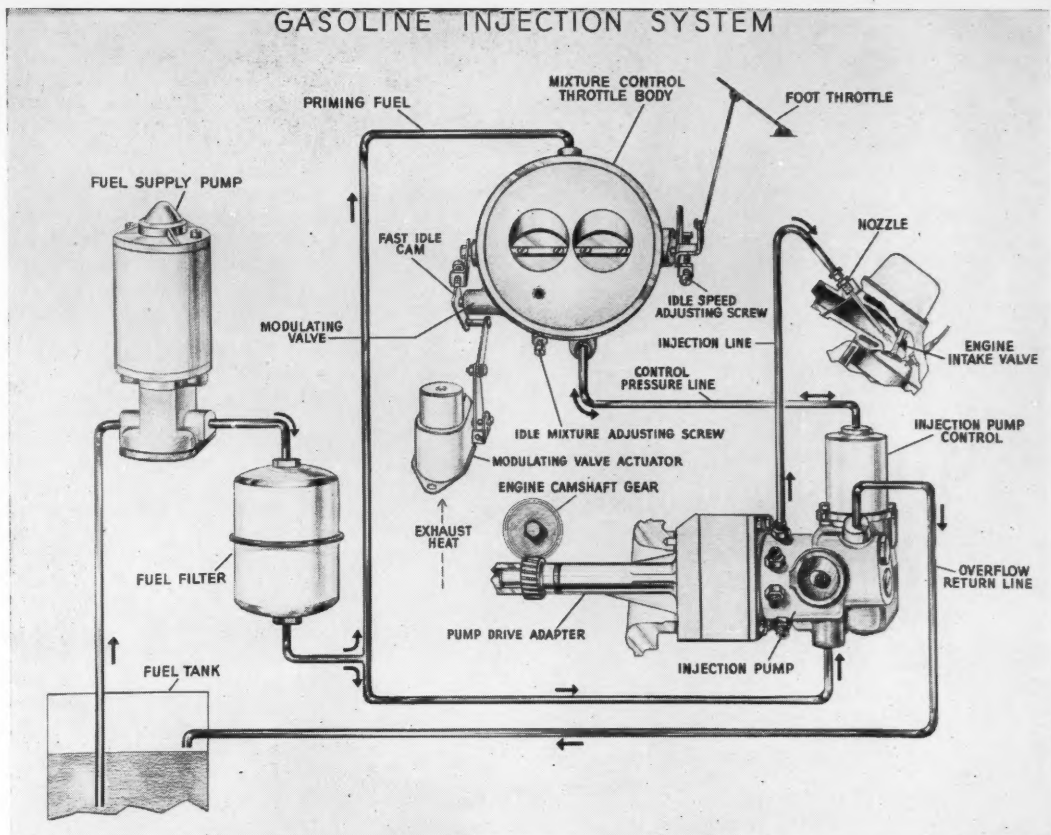 GASOLINE INJECTION SYSTEM
MIXTURE CONTROL
THROTTLE BODY
FOOT THROTTLE
PRIMING FUEL
FUEL SUPPLY PUMP
NOZZLE
FAST IDLE
CAM
IDLE SPEED
ADJUSTING SCREW
MODULATING
VALVE
INJECTION LINE
ENGINE
INTAKE VALVE
CONTROL
PRESSURE LINE
IDLE MIXTURE ADJUSTING SCREW
INJECTION PUMP
CONTROL
MODULATING VALVE ACTUATOR
ENGINE CAMSHAFT GEAR
EXHAUST
HEAT
FUEL FILTER
OVERFLOW
RETURN LINE
PUMP DRIVE ADAPTER
INJECTION PUMP
FUEL TANK